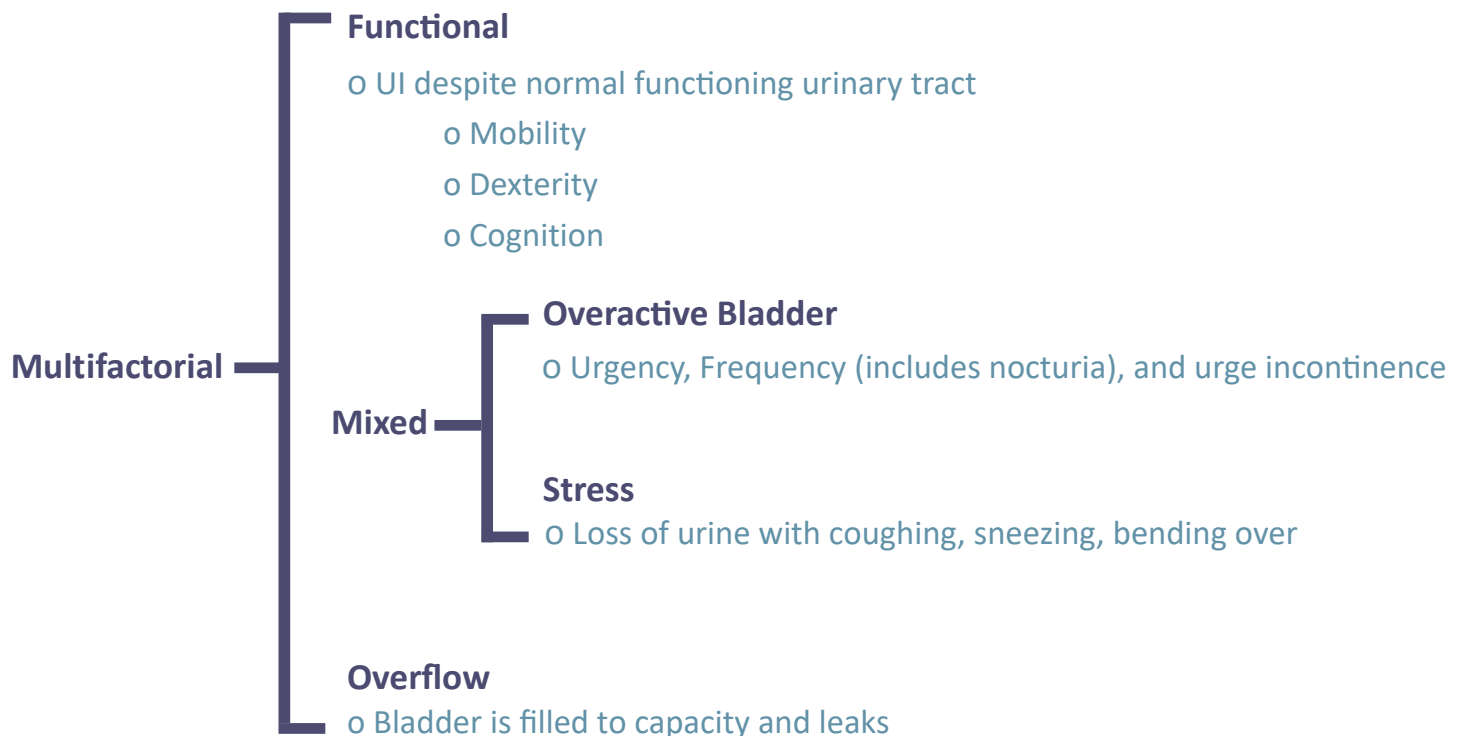 Functional
o UI despite normal functioning urinary tract
o Mobility
o Dexterity
o Cognition
Overactive Bladder
Multifactorial
o Urgency, Frequency (includes nocturia), and urge incontinence
Mixed
Stress
o Loss of urine with coughing, sneezing, bending over
Overflow
o Bladder is filled to capacity and leaks